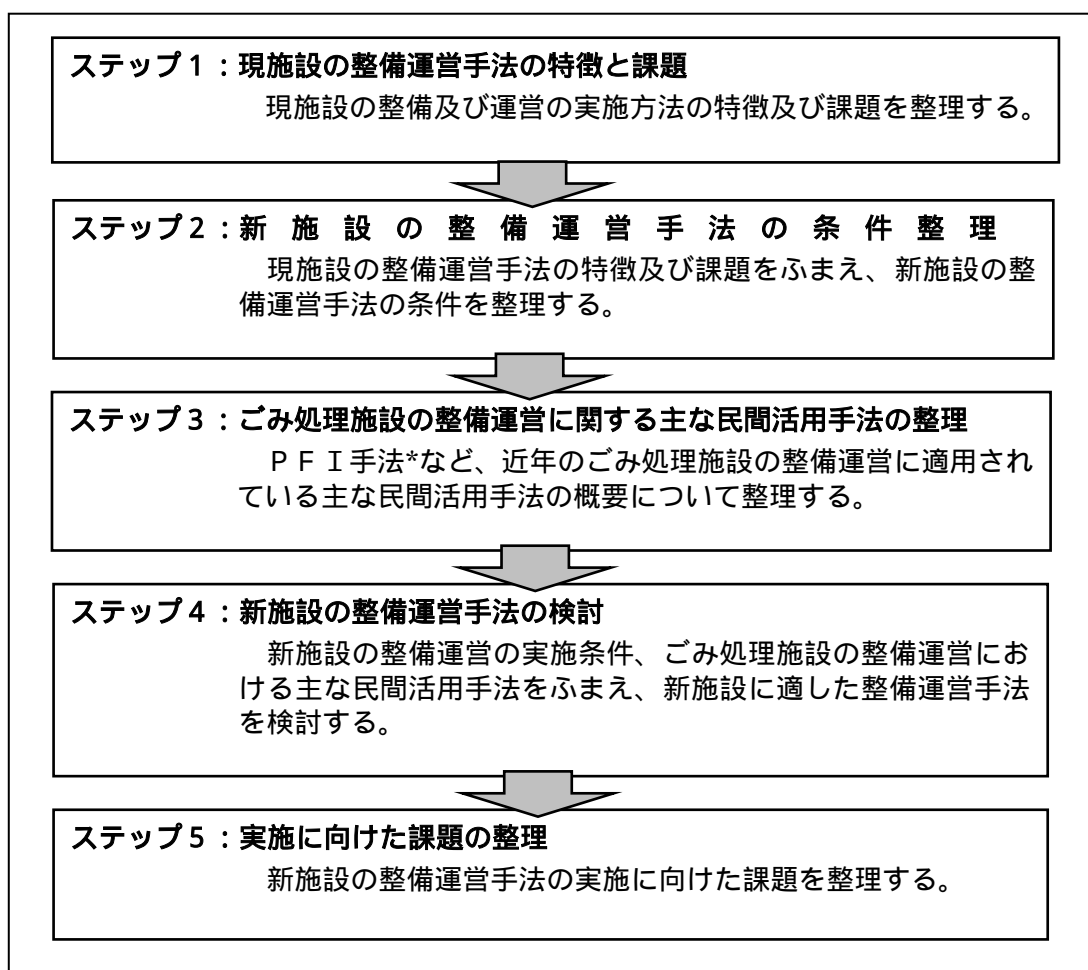 ステップ１：現施設の整備運営手法の特徴と課題
現施設の整備及び運営の実施方法の特徴及び課題を整理する。
ステップ２：新施設の整備運営手法の条件整理
現施設の整備運営手法の特徴及び課題をふまえ、新施設の整
備運営手法の条件を整理する。
ステップ３：ごみ処理施設の整備運営に関する主な民間活用手法の整理
ＰＦＩ手法*など、近年のごみ処理施設の整備運営に適用され
ている主な民間活用手法の概要について整理する。
ステップ４：新施設の整備運営手法の検討
新施設の整備運営の実施条件、ごみ処理施設の整備運営にお
ける主な民間活用手法をふまえ、新施設に適した整備運営手法
を検討する。
ステップ５：実施に向けた課題の整理
新施設の整備運営手法の実施に向けた課題を整理する。